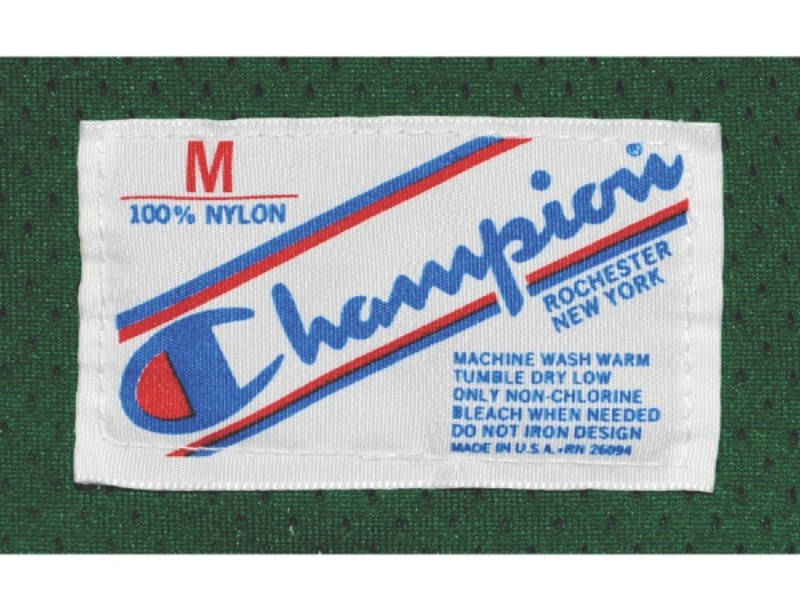 M
100% NYLON
Champion
ROCHESTER
NEW YORK
MACHINE WASH WARM
TUMBLE DRY LOW
ONLY NON-CHLORINE
BLEACH WHEN NEEDED
DO NOT IRON DESIGN
MADE IN U.S.A.-RN 26094